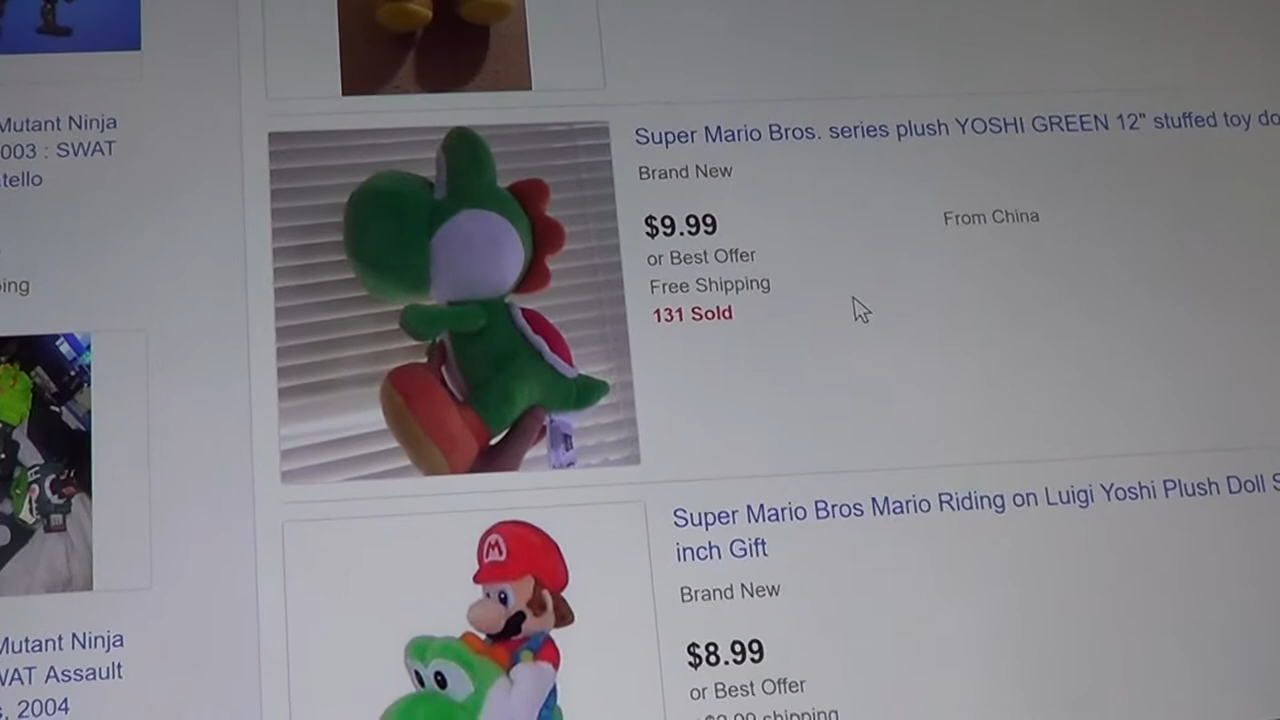 Mutant Ninja
003 : SWAT
tello
ing
Mutant Ninja
WAT Assault
, 2004
Super Mario Bros. series plush YOSHI GREEN 12" stuffed toy do
Brand New
$9.99
or Best Offer
Free Shipping
131 Sold
From China
Super Mario Bros Mario Riding on Luigi Yoshi Plush Doll S
inch Gift
Brand New
$8.99
or Best Offer
shipping
M